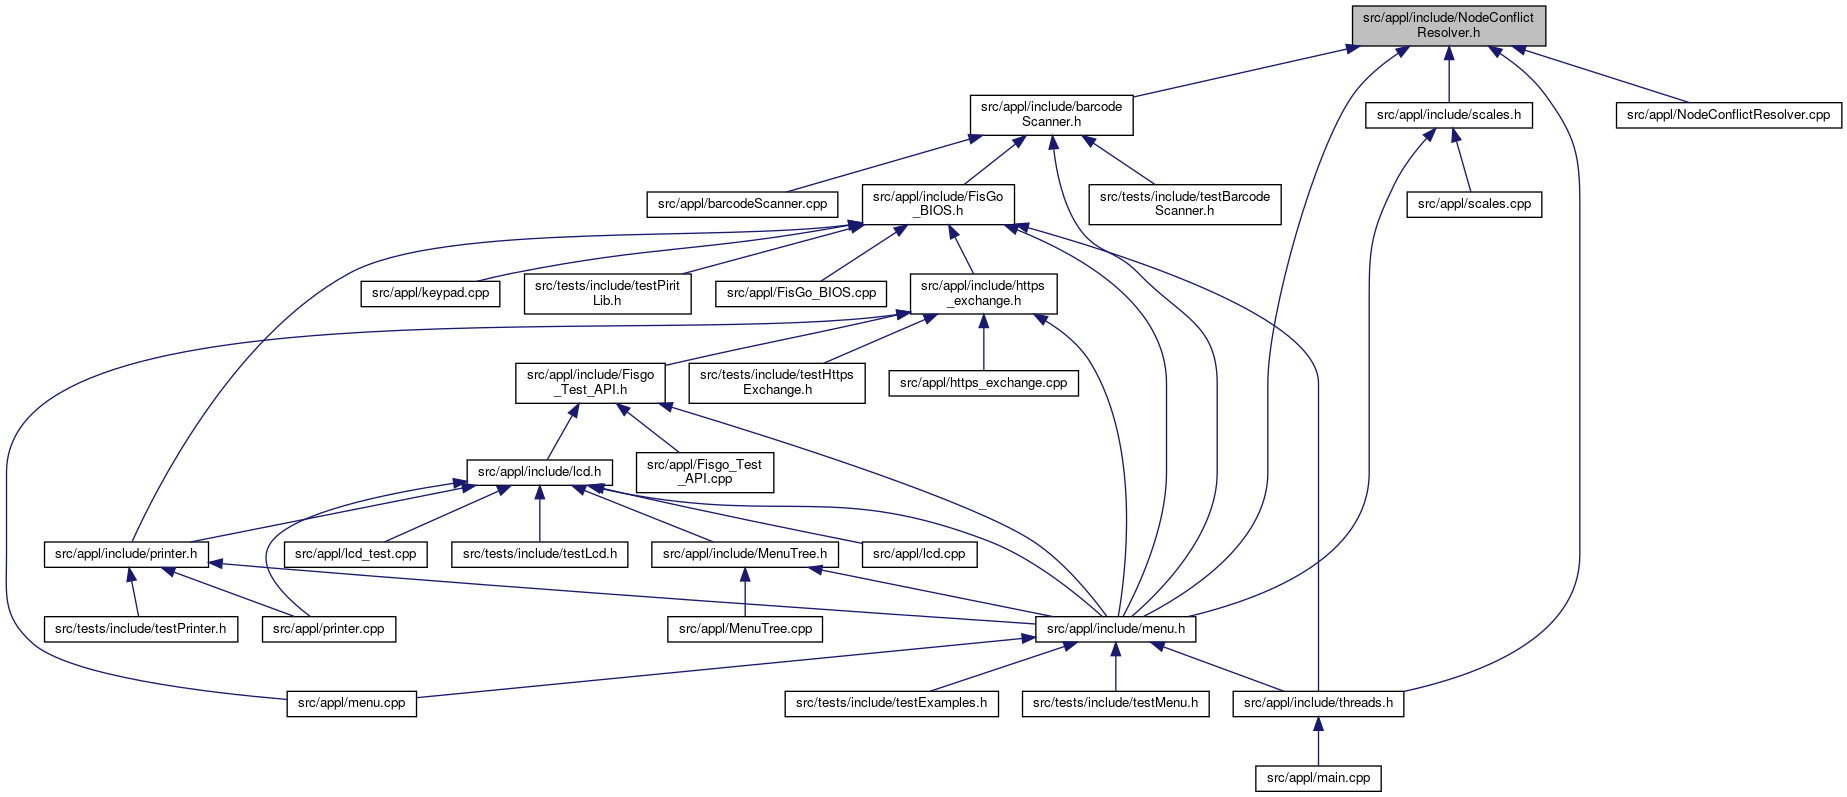 src/appl/include/NodeConflict
Resolver.h
src/appl/include/barcode
Scanner.h
src/appl/include/scales.h
src/appl/NodeConflictResolver.cpp
src/appl/barcodeScanner.cpp
src/appl/include/FisGo
_BIOS.h
src/tests/include/testBarcode
Scanner.h
src/appl/scales.cpp
src/appl/keypad.cpp
src/tests/include/testPirit
Lib.h
src/appl/FisGo_BIOS.cpp
src/appl/include/https
_exchange.h
src/appl/include/Fisgo
_Test_API.h
src/tests/include/testHttps
Exchange.h
src/appl/https_exchange.cpp
src/appl/include/lcd.h
src/appl/Fisgo_Test
_API.cpp
src/appl/include/printer.h
src/appl/lcd_test.cpp
src/tests/include/testLcd.h
src/appl/include/MenuTree.h
src/appl/lcd.cpp
src/tests/include/testPrinter.h
src/appl/printer.cpp
src/appl/MenuTree.cpp
src/appl/include/menu.h
src/appl/menu.cpp
src/tests/include/testExamples.h
src/tests/include/testMenu.h
src/appl/include/threads.h
src/appl/main.cpp